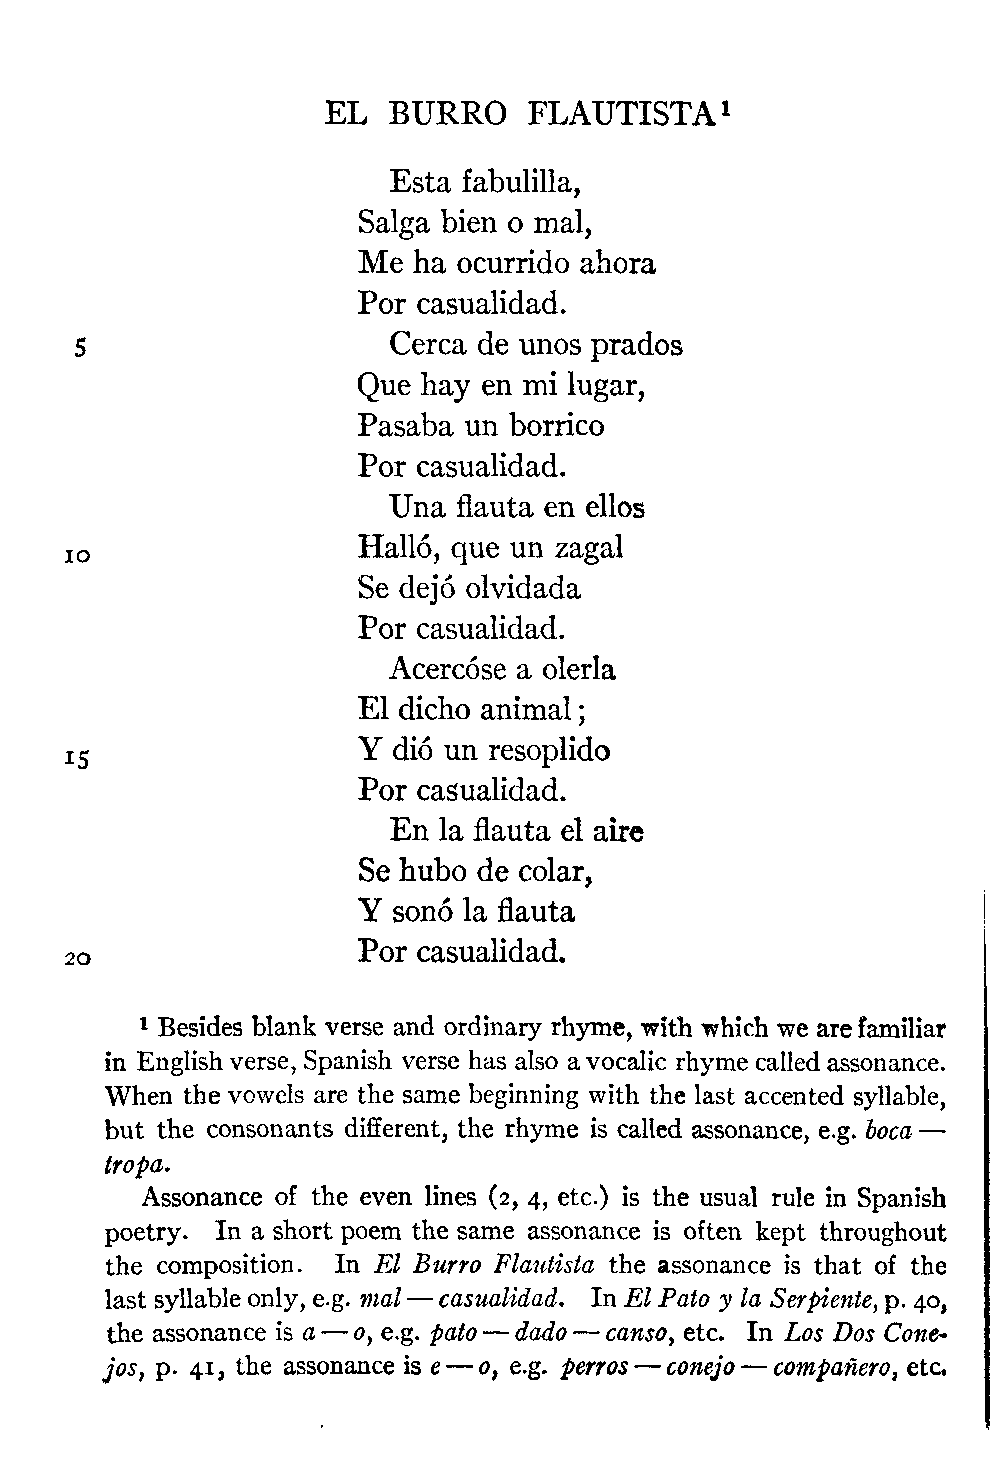 EL BURRO FLAUTISTA¹
Esta fabulilla,
Salga bien o mal,
Me ha ocurrido ahora
Por casualidad.
5 Cerca de unos prados
Que hay en mi lugar,
Pasaba un borrico
Por casualidad.
Una flauta en ellos
10 Halló, que un zagal
Se dejó olvidada
Por casualidad.
Acercóse a olerla
El dicho animal;
15 Y dió un resoplido
Por casualidad.
En la flauta el aire
Se hubo de colar,
Y sonó la flauta
20 Por casualidad.
¹ Besides blank verse and ordinary rhyme, with which we are familiar
in English verse, Spanish verse has also a vocalic rhyme called assonance.
When the vowels are the same beginning with the last accented syllable,
but the consonants different, the rhyme is called assonance, e.g. boca —
tropa.
Assonance of the even lines (2, 4, etc.) is the usual rule in Spanish
poetry. In a short poem the same assonance is often kept throughout
the composition. In El Burro Flautista the assonance is that of the
last syllable only, e.g. mal — casualidad. In El Pato y la Serpiente, p. 40,
the assonance is a — o, e.g. pato — dado — canso, etc. In Los Dos Cone-
jos, p. 41, the assonance is e — o, e.g. perros — conejo — compañero, etc.